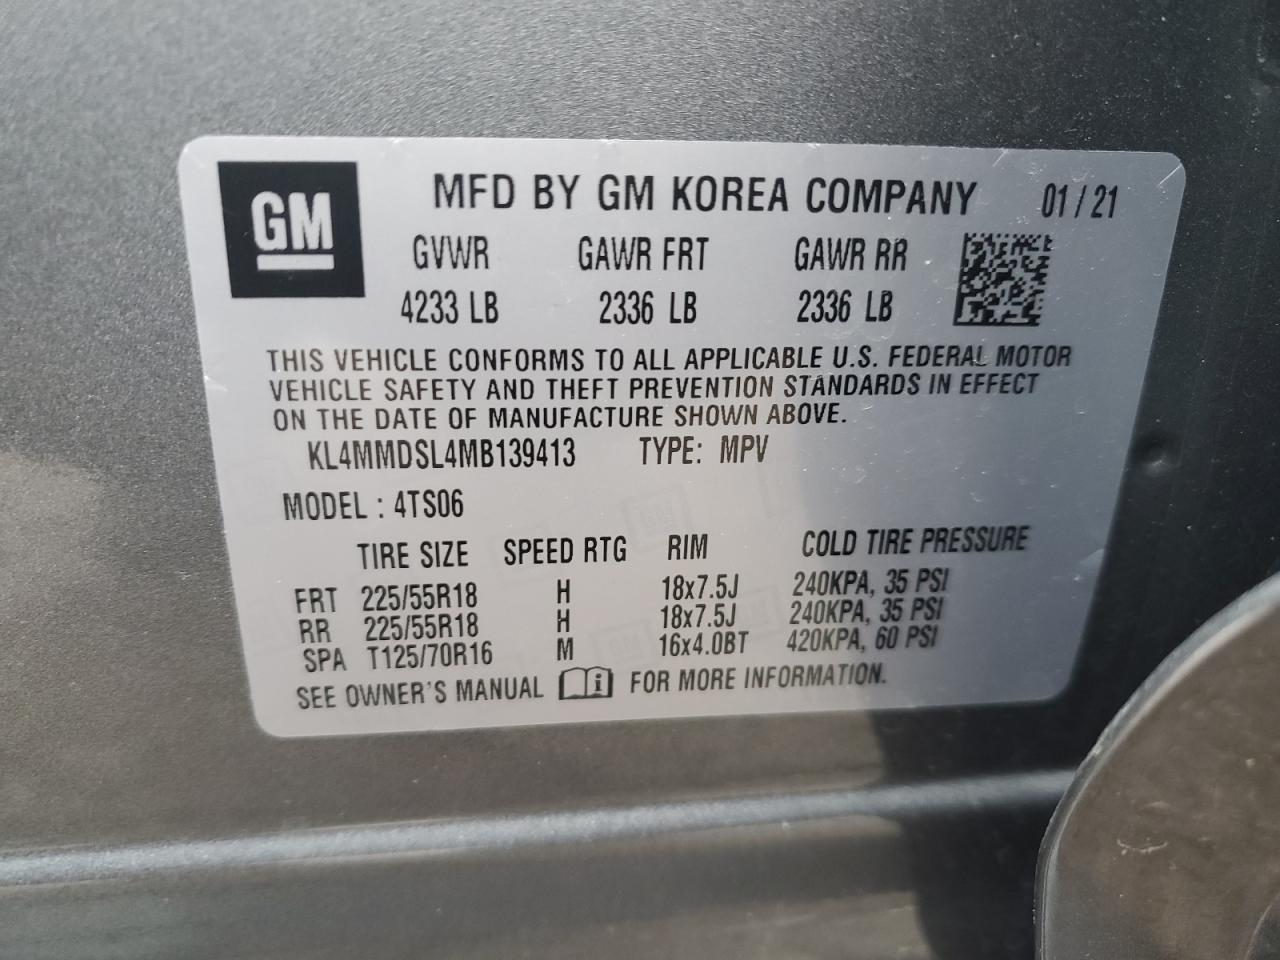 GM
MFD BY GM KOREA COMPANY 01/21
GVWR GAWR FRT GAWR RR
4233 LB 2336 LB 2336 LB
THIS VEHICLE CONFORMS TO ALL APPLICABLE U.S. FEDERAL MOTOR
VEHICLE SAFETY AND THEFT PREVENTION STANDARDS IN EFFECT
ON THE DATE OF MANUFACTURE SHOWN ABOVE.
KL4MMDSL4MB139413 TYPE: MPV
MODEL : 4TS06
TIRE SIZE SPEED RTG RIM COLD TIRE PRESSURE
FRT 225/55R18 H 18x7.5J 240KPA, 35 PSI
RR 225/55R18 H 18x7.5J 240KPA, 35 PSI
SPA T125/70R16 M 16x4.0BT 420KPA, 60 PSI
SEE OWNER'S MANUAL i FOR MORE INFORMATION.